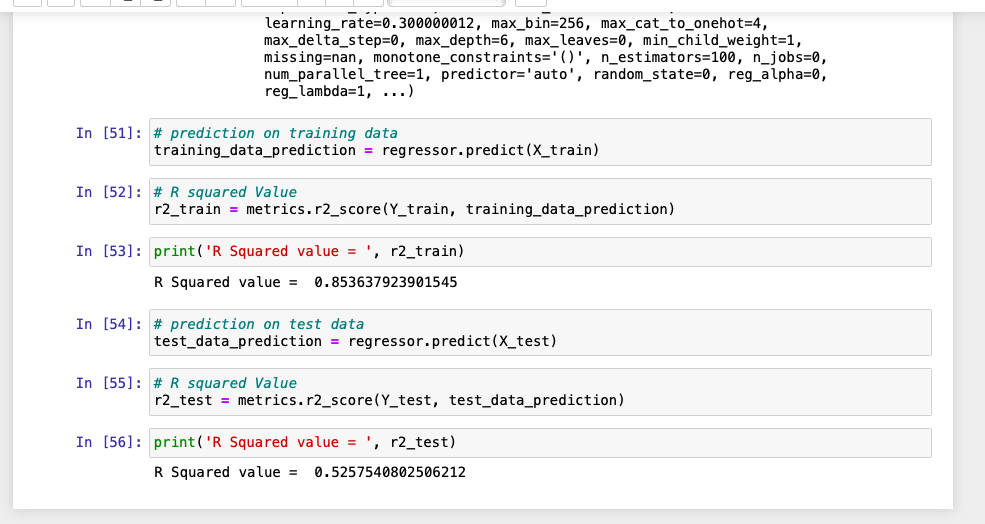 learning_rate=0.300000012, max_bin=256, max_cat_to_onehot=4,
max_delta_step=0, max_depth=6, max_leaves=0, min_child_weight=1,
missing=nan, monotone_constraints='()', n_estimators=100, n_jobs=0,
num_parallel_tree=1, predictor='auto', random_state=0, reg_alpha=0,
reg_lambda=1, ...)
In [51]: # prediction on training data
training_data_prediction = regressor.predict(X_train)
In [52]: # R squared Value
r2_train = metrics.r2_score(Y_train, training_data_prediction)
In [53]: print('R Squared value = ', r2_train)
R Squared value =  0.853637923901545
In [54]: # prediction on test data
test_data_prediction = regressor.predict(X_test)
In [55]: # R squared Value
r2_test = metrics.r2_score(Y_test, test_data_prediction)
In [56]: print('R Squared value = ', r2_test)
R Squared value =  0.5257540802506212